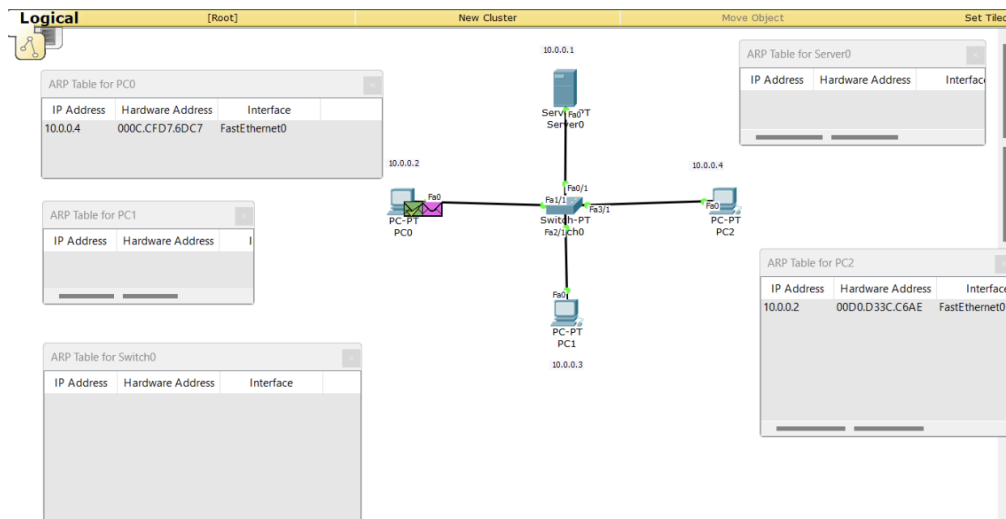 Logical [Root] New Cluster Move Object Set Tiled
10.0.0.1
ARP Table for PC0
IP Address Hardware Address Interface
10.0.0.4 000C.CFD7.6DC7 FastEthernet0
ARP Table for Server0
IP Address Hardware Address Interfac
Fa0
Server0
10.0.0.2
10.0.0.4
Fa0/1
Fa0
Fa1/1
Fa3/1
Fa0
PC-PT
PC0
Switch-PT
Fa2/1
PC-PT
PC2
ARP Table for PC1
IP Address Hardware Address I
Fa0
PC-PT
PC1
10.0.0.3
ARP Table for PC2
IP Address Hardware Address Interface
10.0.0.2 00D0.D33C.C6AE FastEthernet0
ARP Table for Switch0
IP Address Hardware Address Interface